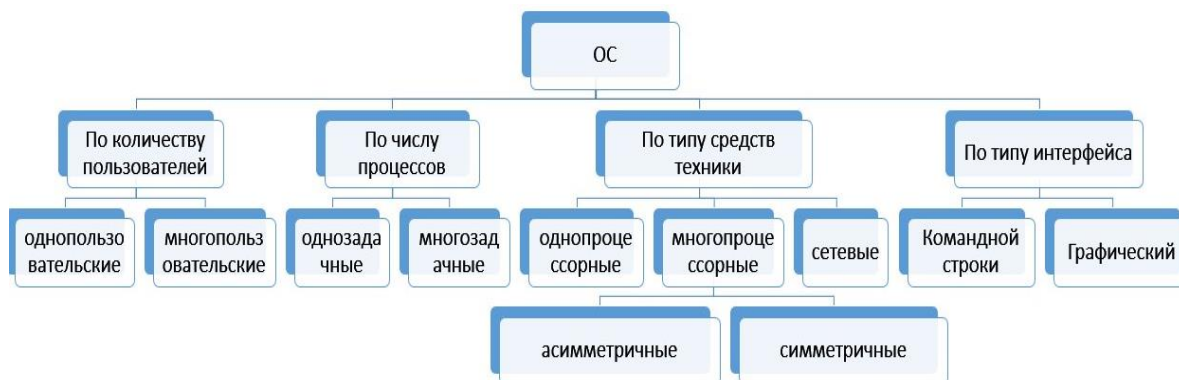 ОС
По количеству
пользователей
По числу
процессов
По типу средств
техники
По типу интерфейса
однопользо
вательские
многопольз
овательские
однозада
чные
многозад
ачные
однопроце
ссорные
многопроце
ссорные
сетевые
Командной
строки
Графический
асимметричные
симметричные